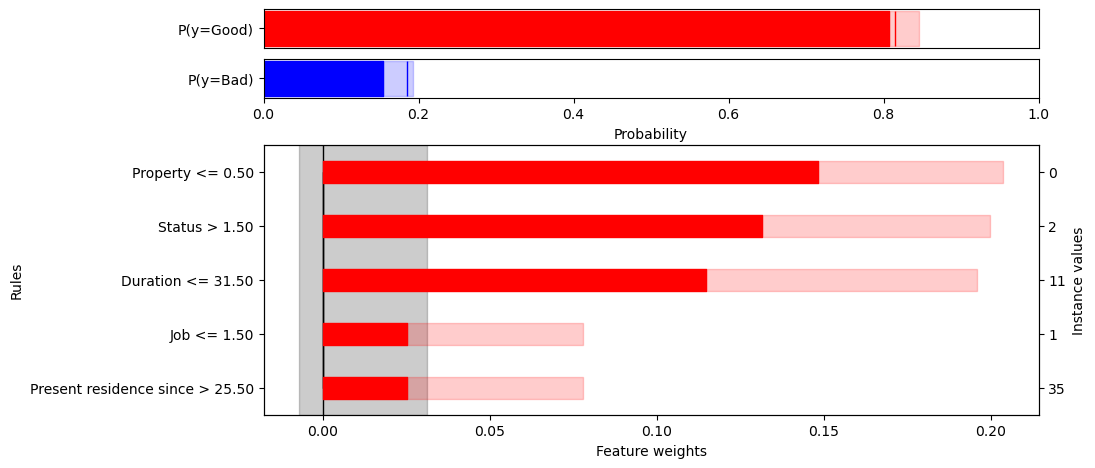 P(y=Good)
P(y=Bad)
0.0 0.2 0.4 0.6 0.8 1.0
Probability
Property <= 0.50 0
Status > 1.50 2
Duration <= 31.50 11
Job <= 1.50 1
Present residence since > 25.50 35
Rules
Instance values
0.00 0.05 0.10 0.15 0.20
Feature weights